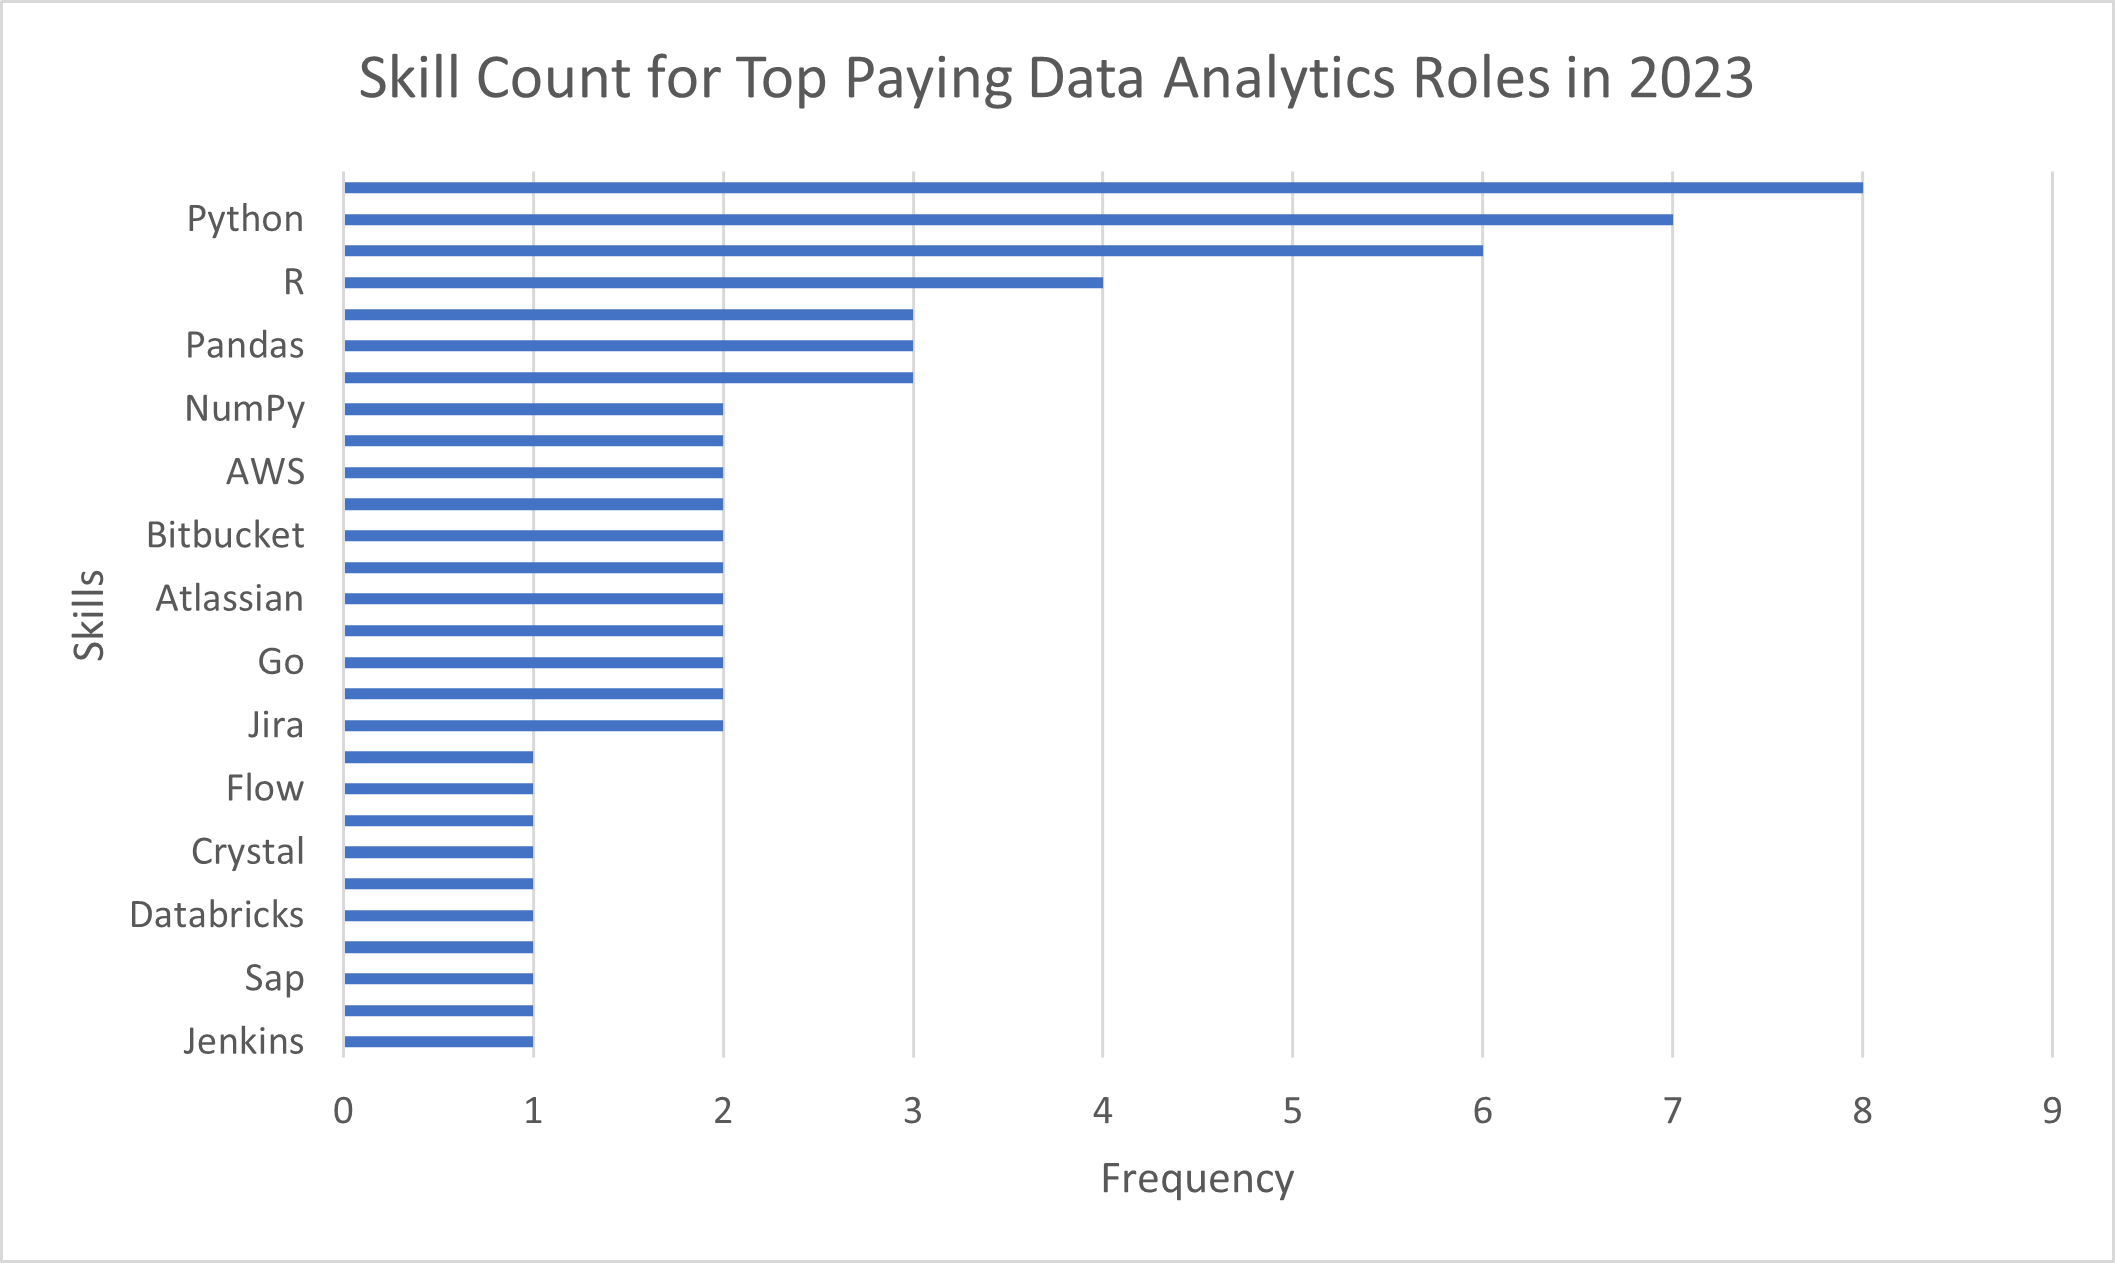 Skill Count for Top Paying Data Analytics Roles in 2023
Python
R
Pandas
NumPy
AWS
Bitbucket
Atlassian
Go
Jira
Flow
Crystal
Databricks
Sap
Jenkins
Skills
0 1 2 3 4 5 6 7 8 9
Frequency